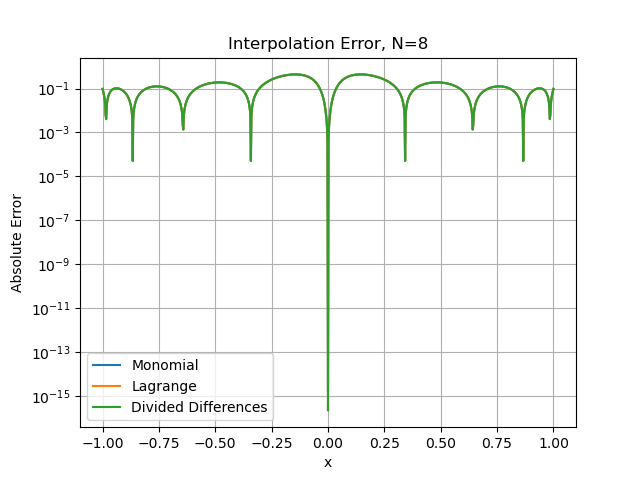 Interpolation Error, N=8
Absolute Error
10⁻¹
10⁻³
10⁻⁵
10⁻⁷
10⁻⁹
10⁻¹¹
10⁻¹³
10⁻¹⁵
Monomial
Lagrange
Divided Differences
−1.00 −0.75 −0.50 −0.25 0.00 0.25 0.50 0.75 1.00
x